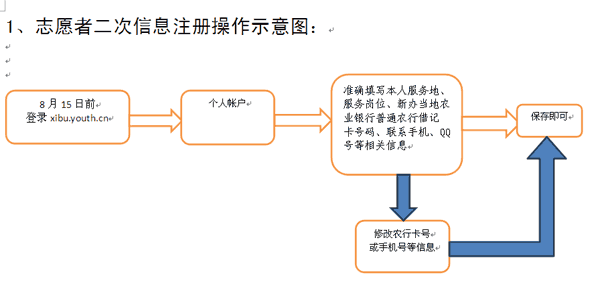 1、志愿者二次信息注册操作示意图：
8 月 15 日前
登录 xibu.youth.cn
个人帐户
准确填写本人服务地、
服务岗位、新办当地农
业银行普通农行借记
卡号码、联系手机、QQ
号等相关信息
保存即可
修改农行卡号
或手机号等信息